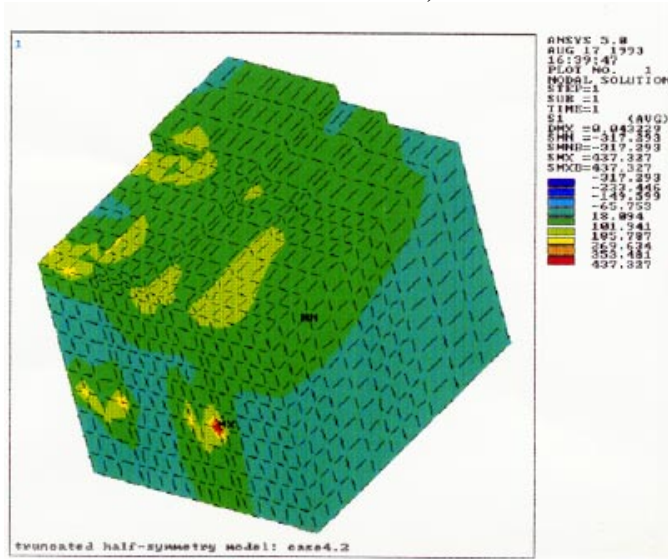 1
ANSYS 5.0
AUG 17 1993
16:39:47
PLOT NO. 1
NODAL SOLUTION
STEP=1
SUB =1
TIME=1
S1 (AVG)
DMX =0.043229
SMN =-317.293
SMNB=-317.293
SMX =437.327
SMXB=437.327
-317.293
-233.446
-149.599
-65.753
18.094
101.941
185.787
269.634
353.481
437.327
MN
MX
truncated half-symmetry model: case4.2